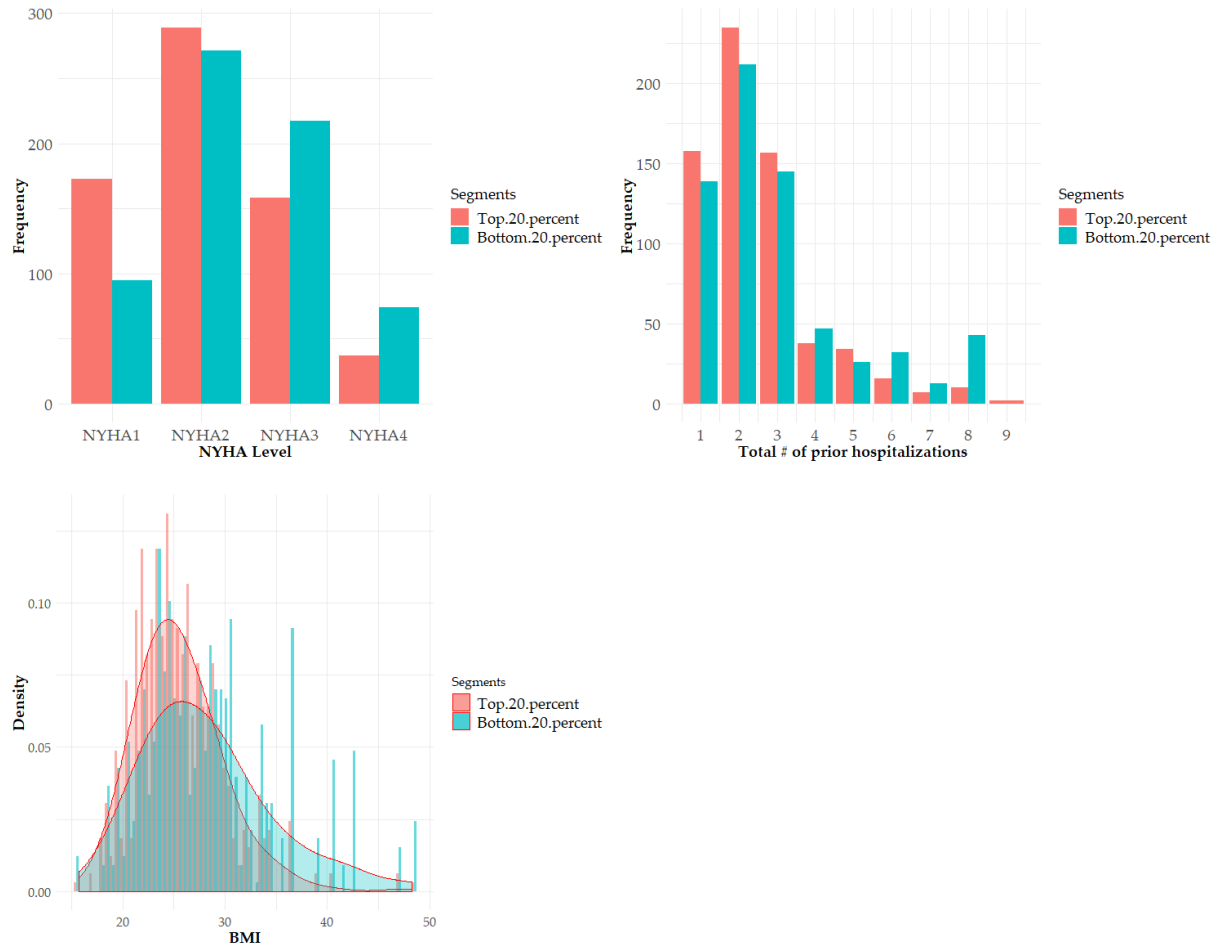 300
200
100
0
Frequency
NYHA1 NYHA2 NYHA3 NYHA4
NYHA Level
Segments
Top.20.percent
Bottom.20.percent
200
150
100
50
0
Frequency
1 2 3 4 5 6 7 8 9
Total # of prior hospitalizations
Segments
Top.20.percent
Bottom.20.percent
0.10
0.05
0.00
Density
20 30 40 50
BMI
Segments
Top.20.percent
Bottom.20.percent